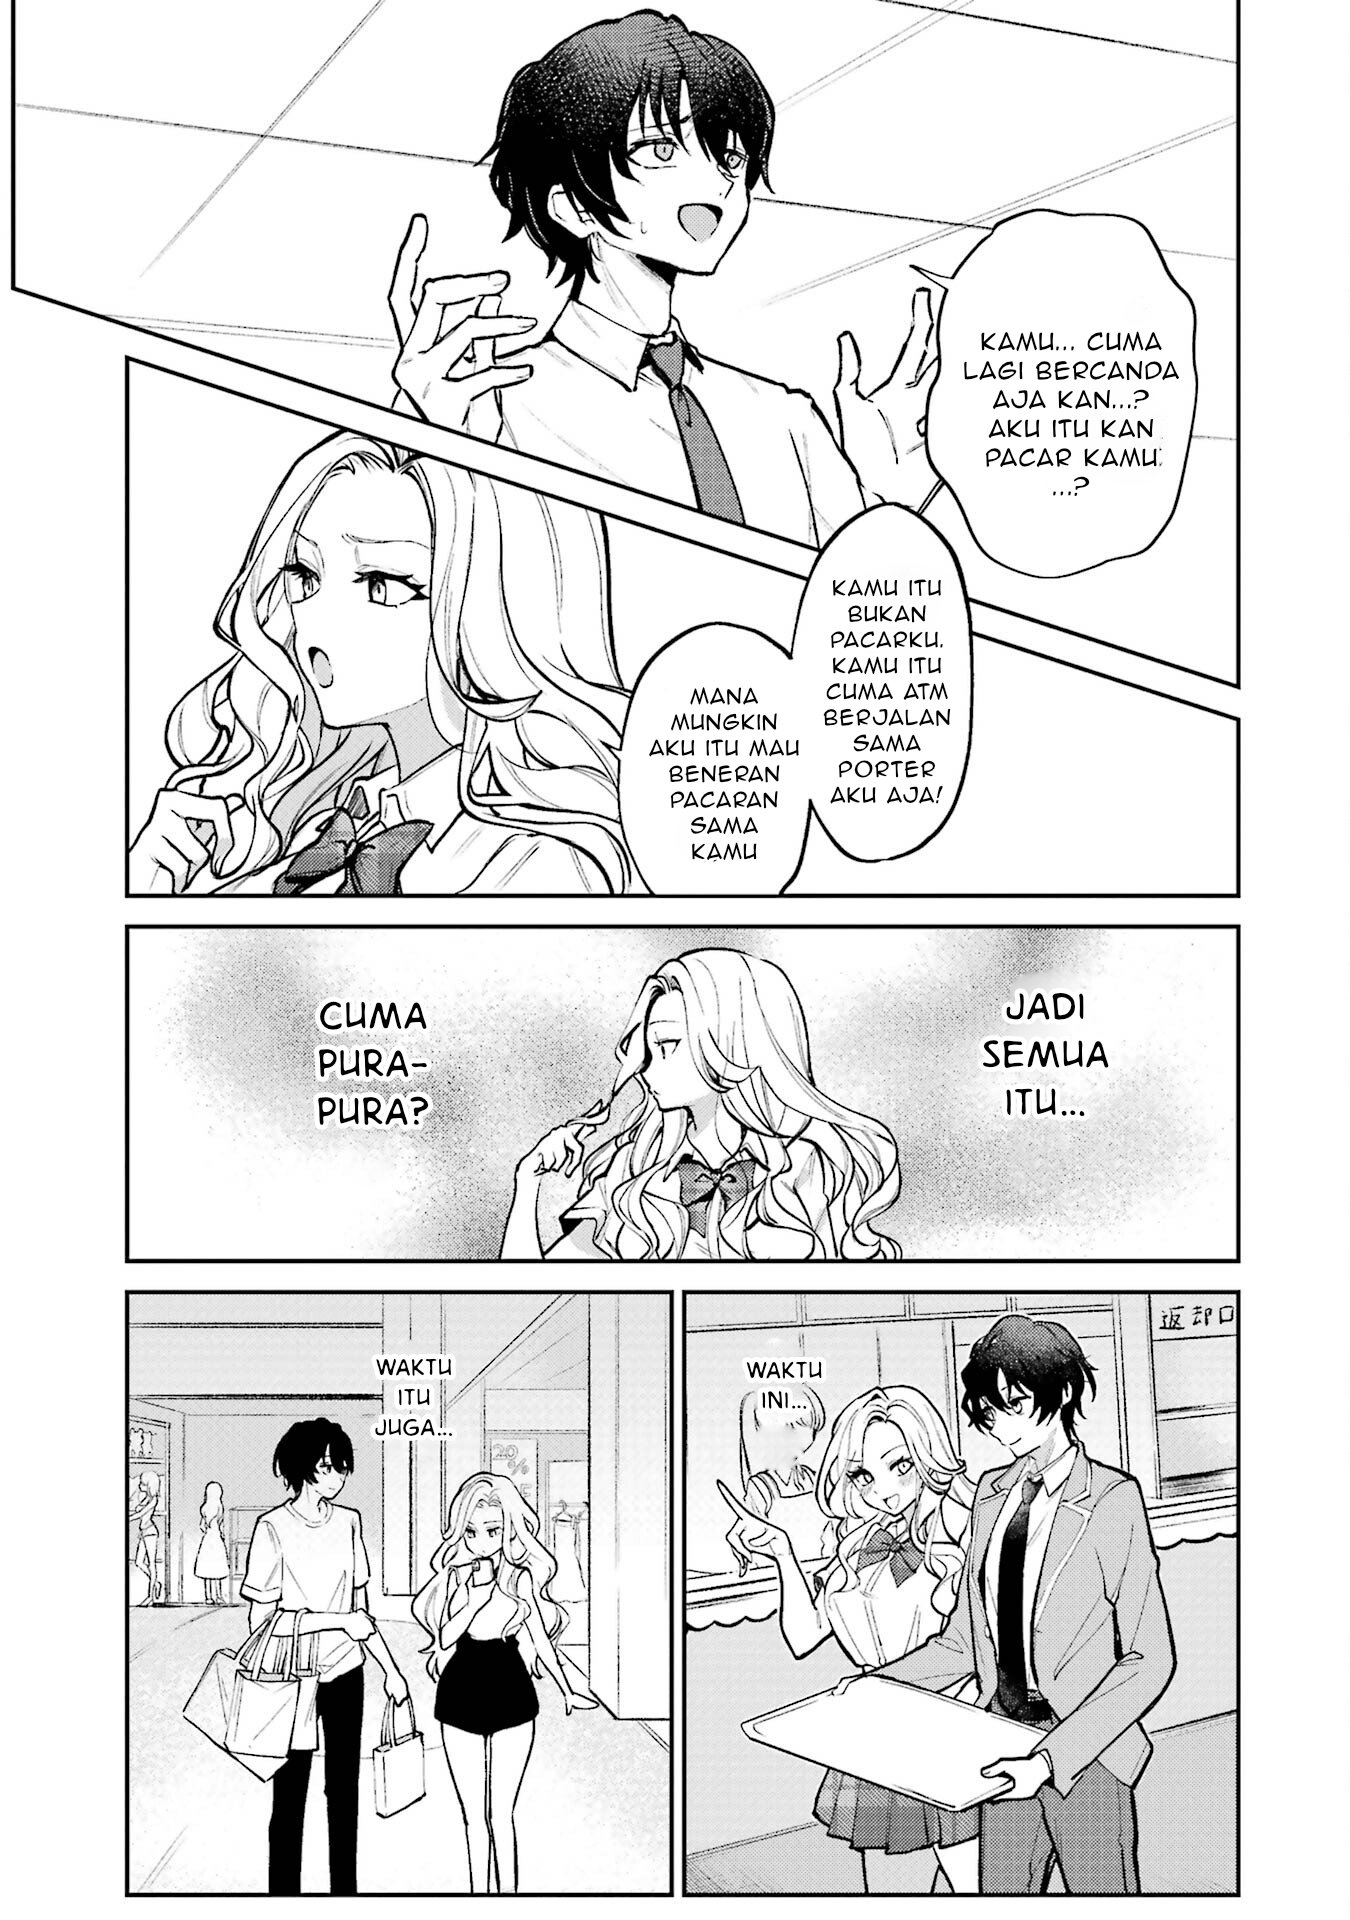 KAMU... CUMA
LAGI BERCANDA
AJA KAN...?
AKU ITU KAN
PACAR KAMU
...?
KAMU ITU
BUKAN
PACARKU,
KAMU ITU
CUMA ATM
BERJALAN
SAMA
PORTER
AKU AJA!
MANA
MUNGKIN
AKU ITU MAU
BENERAN
PACARAN
SAMA
KAMU
JADI
SEMUA
ITU...
CUMA
PURA-
PURA?
返却口
WAKTU
INI...
WAKTU
ITU
JUGA...
20%